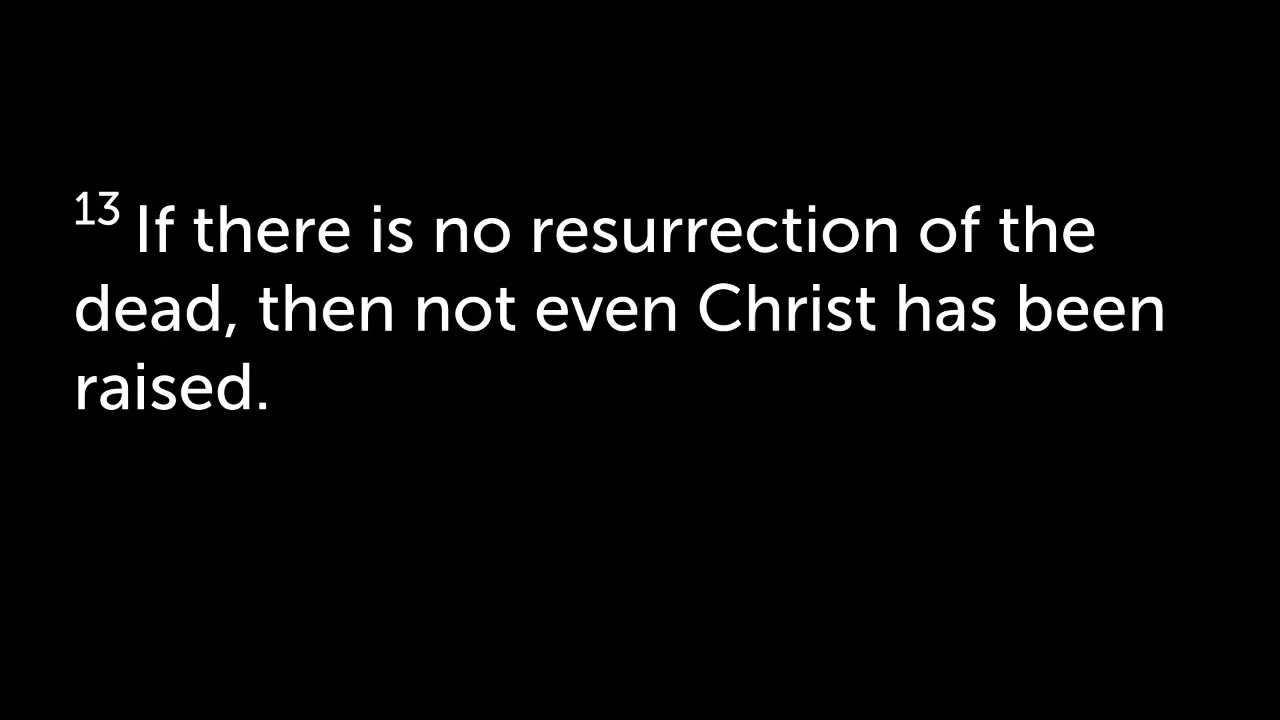 13 If there is no resurrection of the
dead, then not even Christ has been
raised.